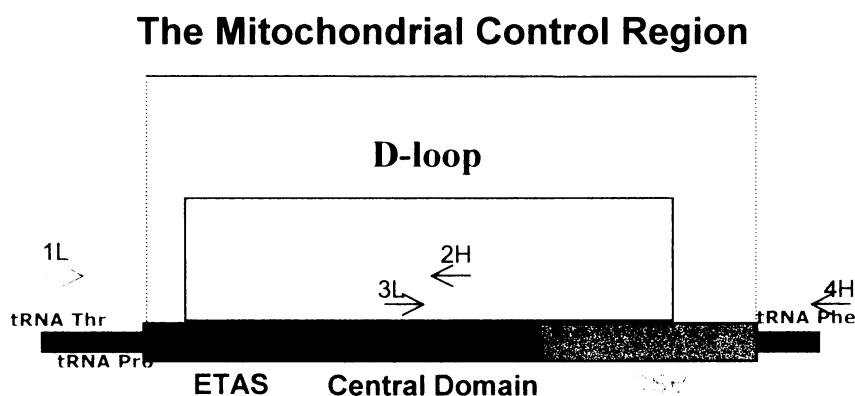 The Mitochondrial Control Region
D-loop
1L
2H
3L
4H
tRNA Thr
tRNA Phe
tRNA Pro
ETAS Central Domain